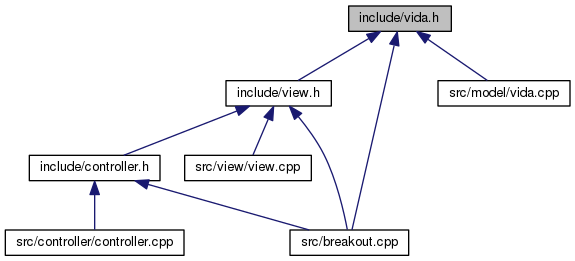 include/vida.h
include/view.h
src/model/vida.cpp
include/controller.h
src/view/view.cpp
src/controller/controller.cpp
src/breakout.cpp